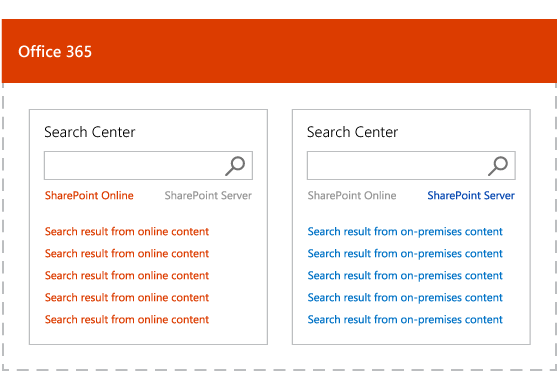 Office 365
Search Center
SharePoint Online SharePoint Server
Search result from online content
Search result from online content
Search result from online content
Search result from online content
Search result from online content
Search Center
SharePoint Online SharePoint Server
Search result from on-premises content
Search result from on-premises content
Search result from on-premises content
Search result from on-premises content
Search result from on-premises content